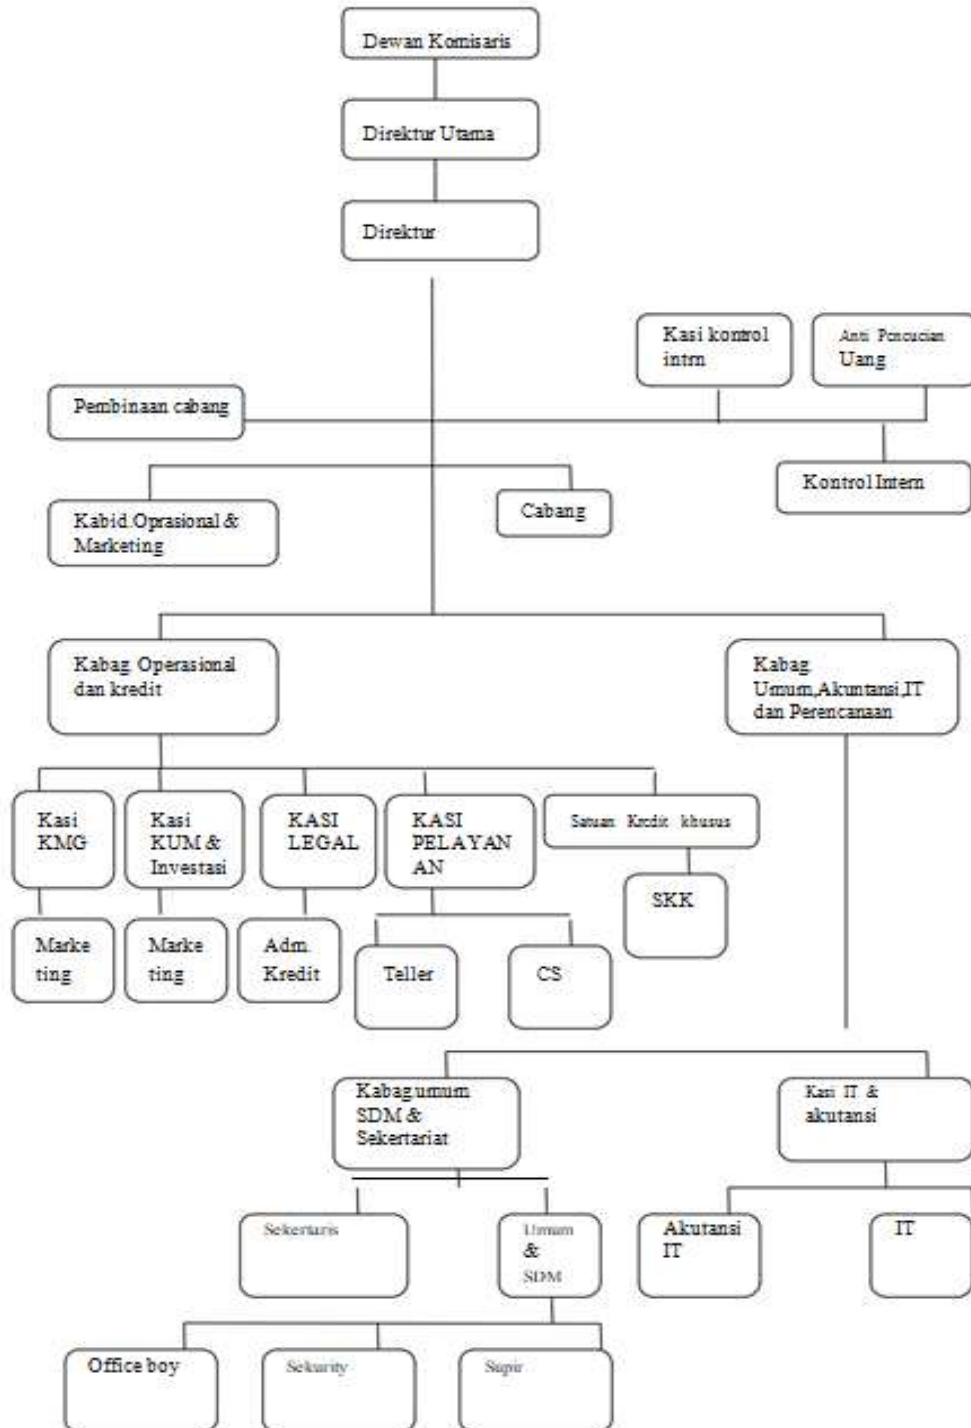 Dewan Komisaris
Direktur Utama
Direktur
Kasi kontrol
intrn
Anti Pencucian
Uang
Pembinaan cabang
Kontrol Intern
Kabid.Oprasional &
Marketing
Cabang
Kabag. Operasional
dan kredit
Kabag.
Umum,Akuntansi,IT
dan Perencanaan
Kasi
KMG
Kasi
KUM &
Investasi
KASI
LEGAL
KASI
PELAYAN
AN
Satuan Kredit khusus
SKK
Marke
ting
Marke
ting
Adm.
Kredit
Teller
CS
Kabag.umum
SDM &
Sekertariat
Kasi IT &
akutansi
Sekertaris
Umum
&
SDM
Akutansi
IT
IT
Office boy
Sekurity
Supir